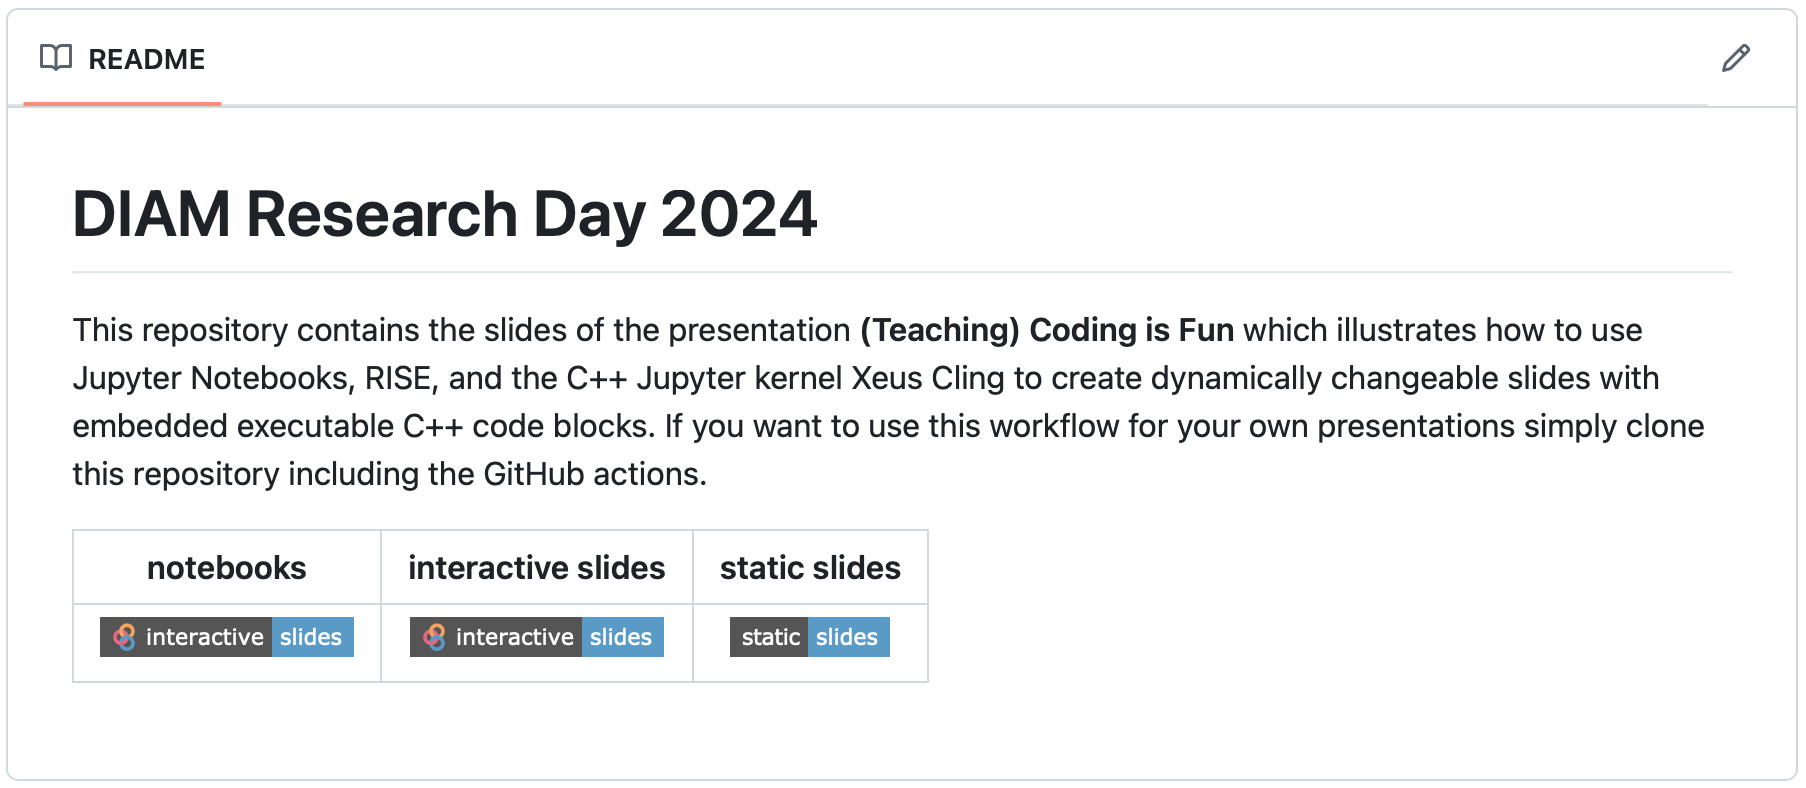 README
DIAM Research Day 2024
This repository contains the slides of the presentation (Teaching) Coding is Fun which illustrates how to use
Jupyter Notebooks, RISE, and the C++ Jupyter kernel Xeus Cling to create dynamically changeable slides with
embedded executable C++ code blocks. If you want to use this workflow for your own presentations simply clone
this repository including the GitHub actions.
notebooks interactive slides static slides
interactive slides interactive slides static slides